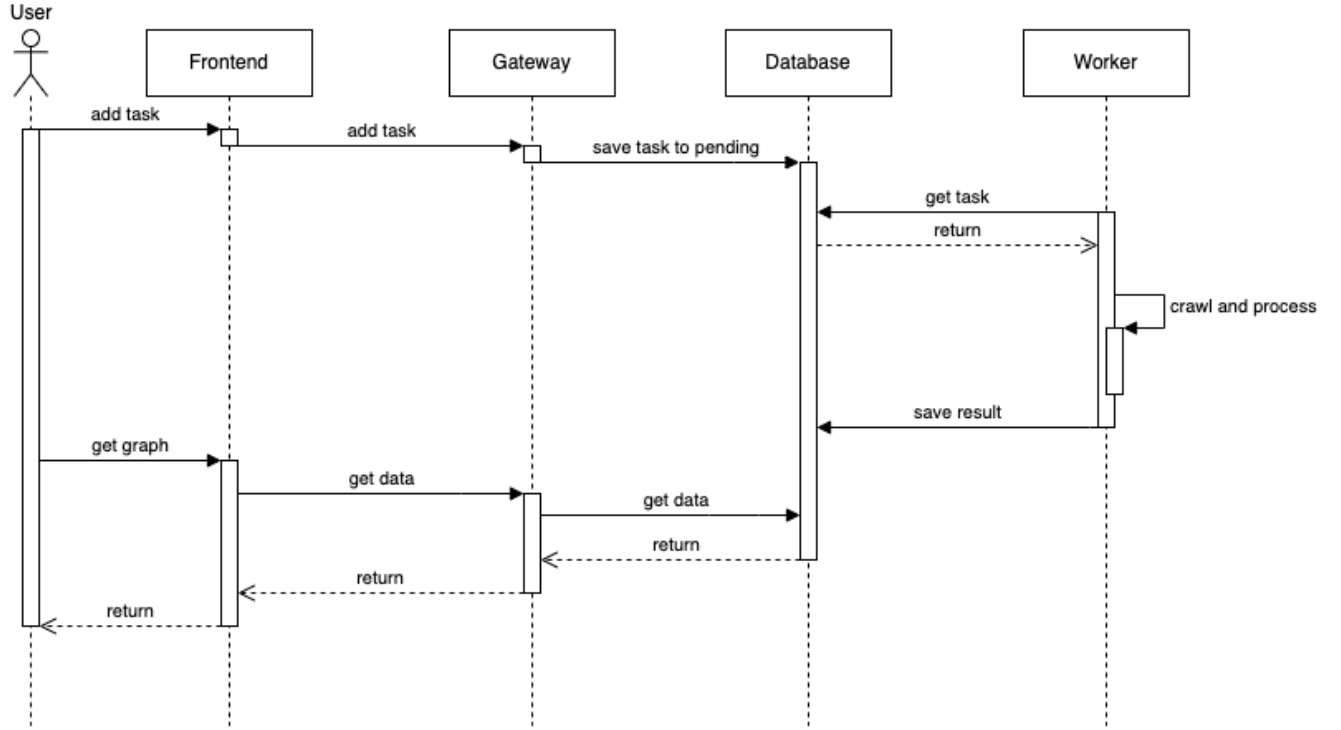 User
Frontend
Gateway
Database
Worker
add task
add task
save task to pending
get task
return
crawl and process
save result
get graph
get data
get data
return
return
return